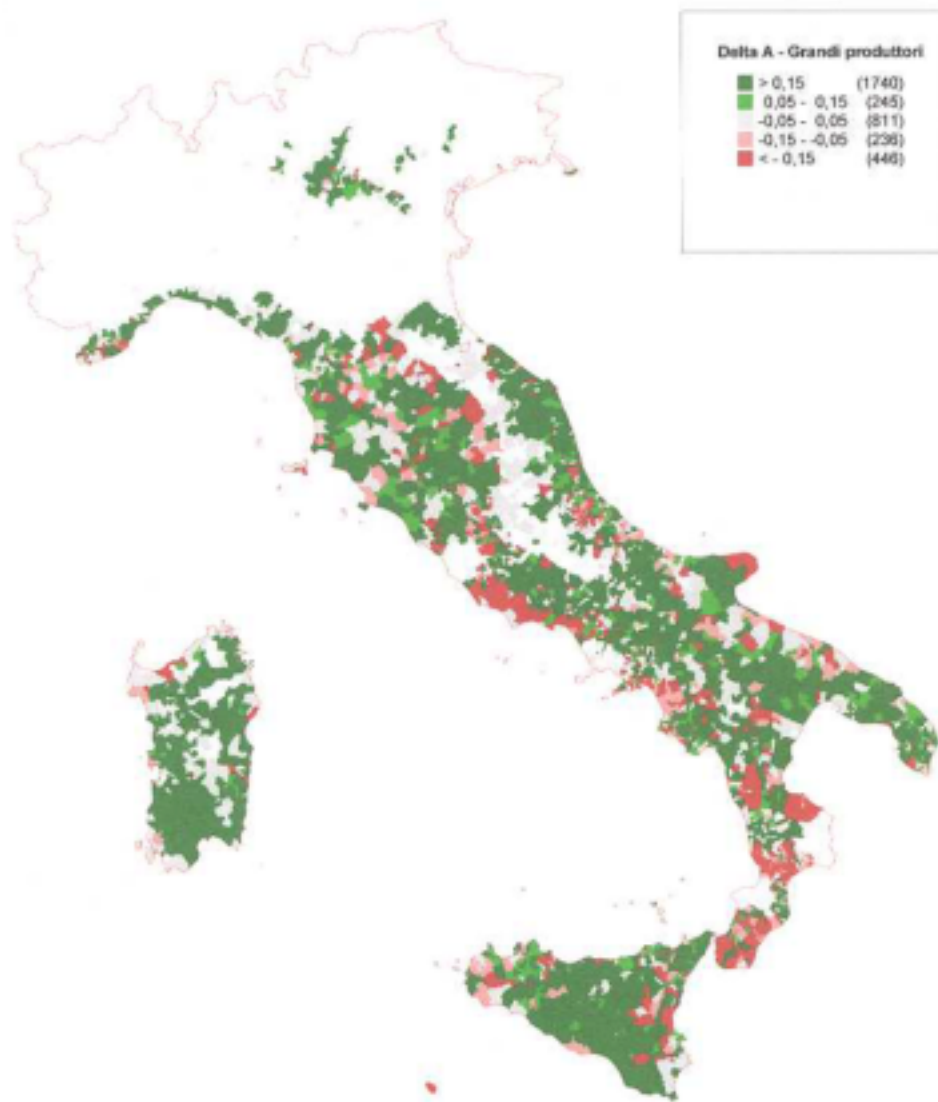 Delta A - Grandi produttori
> 0,15 (1740)
0,05 - 0,15 (245)
-0,05 - 0,05 (811)
-0,15 - -0,05 (236)
< - 0,15 (446)